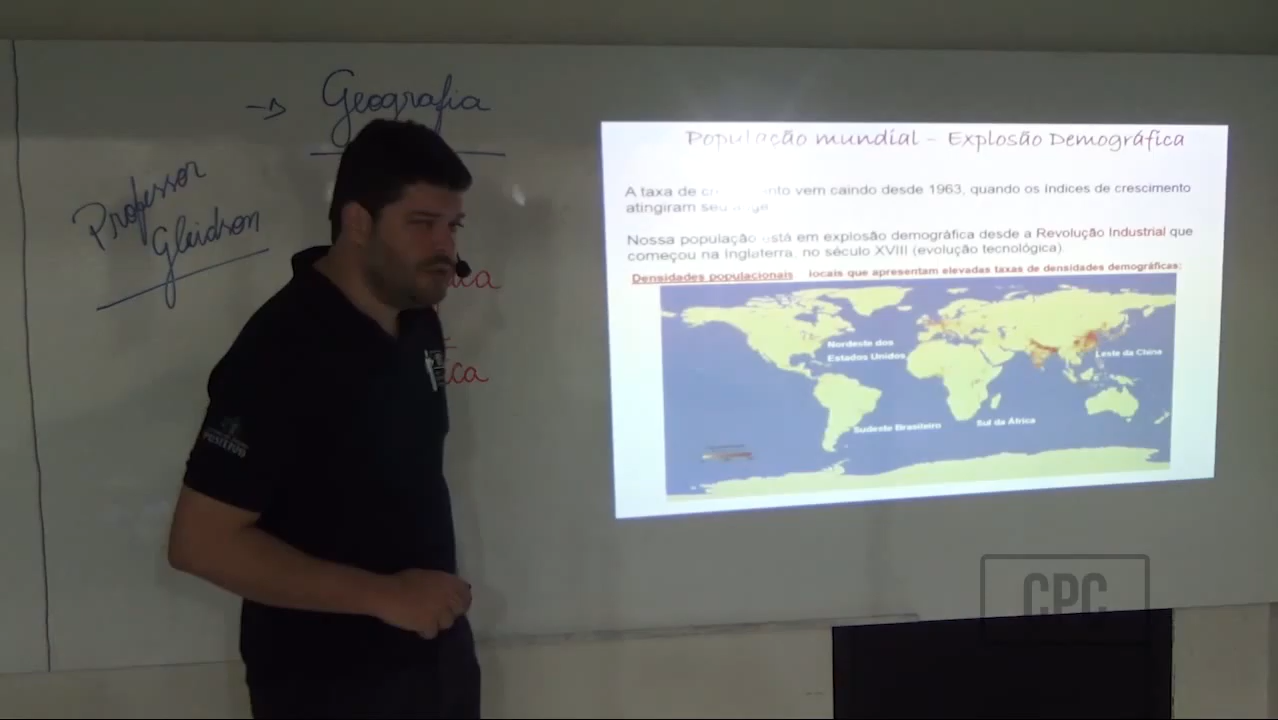 Geografia
Professor
Gleidson
População mundial - Explosão Demográfica
A taxa de vem caindo desde 1963, quando os índices de crescimento
atingiram seu
Nossa população está em explosão demográfica desde a Revolução Industrial que
começou na Inglaterra, no século XVIII (evolução tecnológica)
Densidades populacionais locais que apresentam elevadas taxas de densidades demográficas:
Nordeste dos
Estados Unidos
Leste da China
Sudeste Brasileiro
Sul da África
POSITIVO
CPC